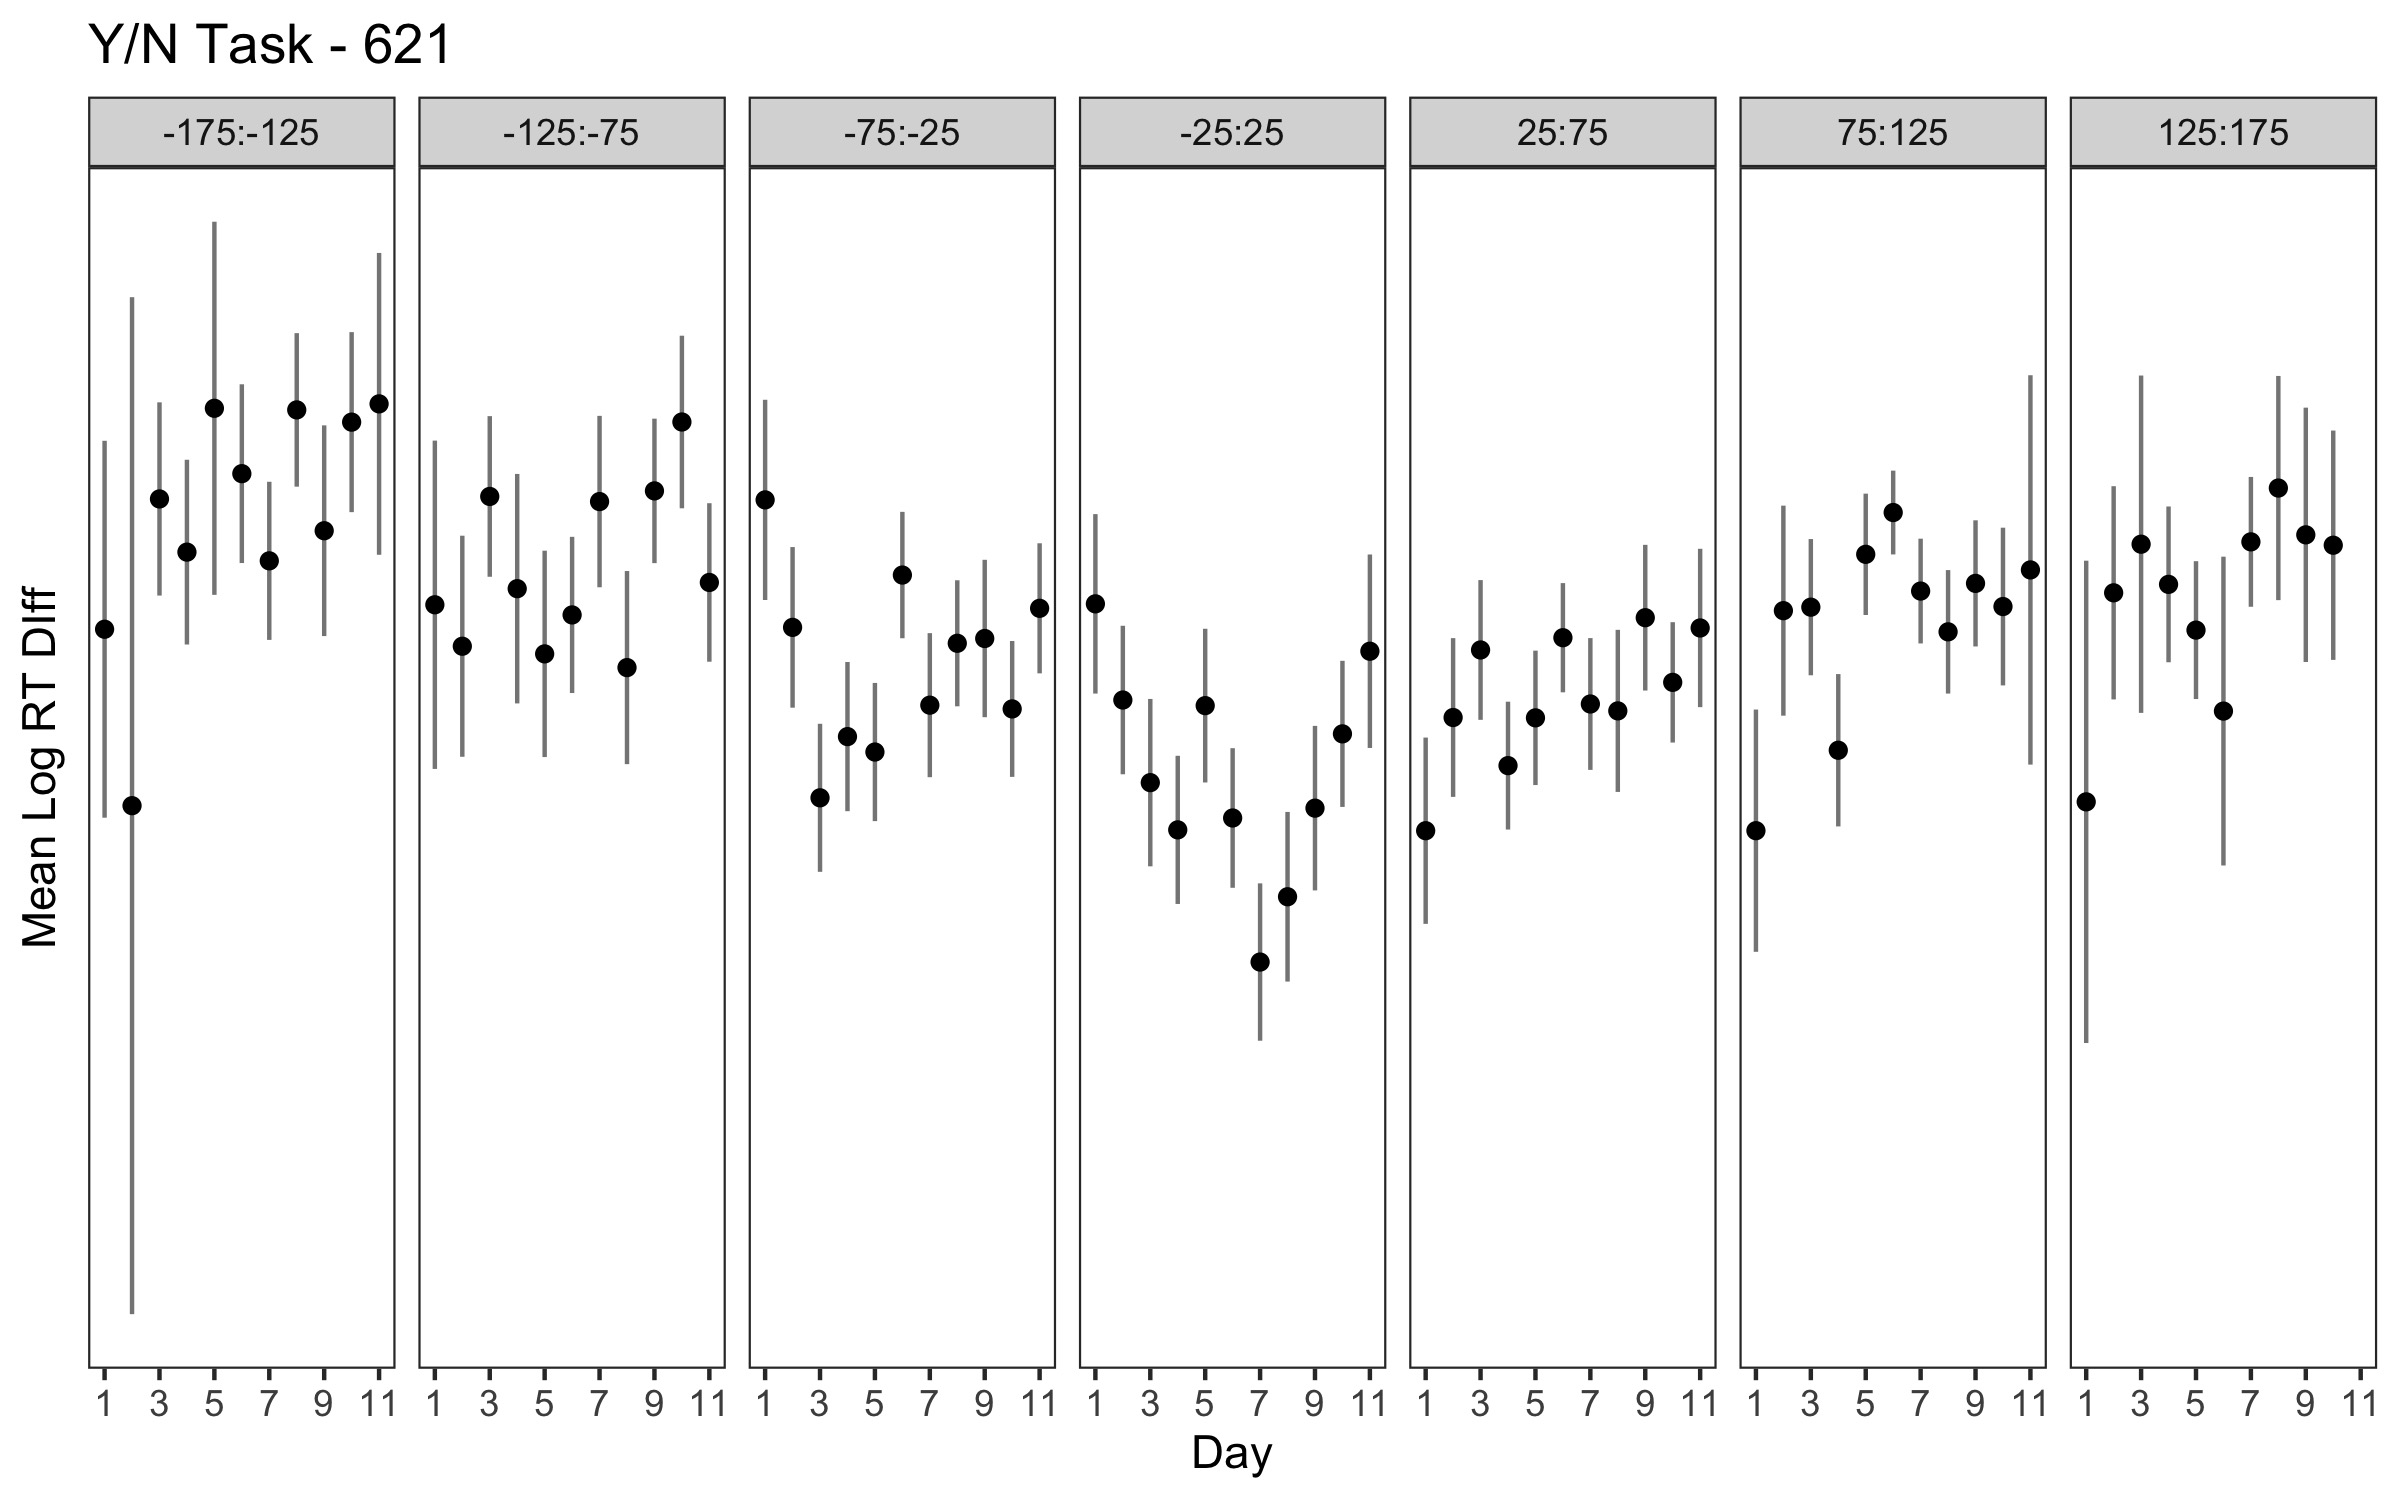 Y/N Task - 621
-175:-125 -125:-75 -75:-25 -25:25 25:75 75:125 125:175
Mean Log RT DIff
1 3 5 7 9 11 1 3 5 7 9 11 1 3 5 7 9 11 1 3 5 7 9 11 1 3 5 7 9 11 1 3 5 7 9 11 1 3 5 7 9 11
Day